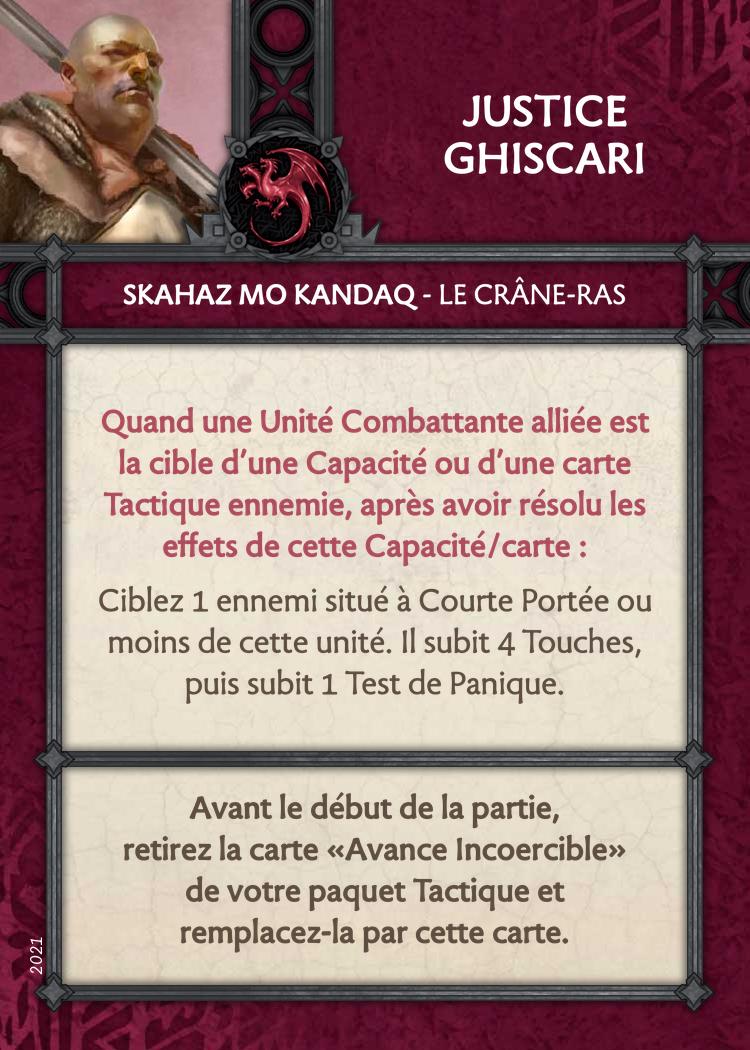 JUSTICE
GHISCARI
SKAHAZ MO KANDAQ - LE CRÂNE-RAS
Quand une Unité Combattante alliée est
la cible d'une Capacité ou d'une carte
Tactique ennemie, après avoir résolu les
effets de cette Capacité/carte :
Ciblez 1 ennemi situé à Courte Portée ou
moins de cette unité. Il subit 4 Touches,
puis subit 1 Test de Panique.
Avant le début de la partie,
retirez la carte «Avance Incoercible»
de votre paquet Tactique et
remplacez-la par cette carte.
2021